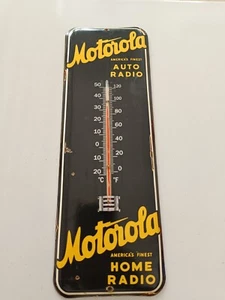 Motorola
AMERICA'S FINEST
AUTO
RADIO
50 120
40 100
30 80
20 60
10 40
0 20
10 0
20
°C °F
Motorola
AMERICA'S FINEST
HOME
RADIO